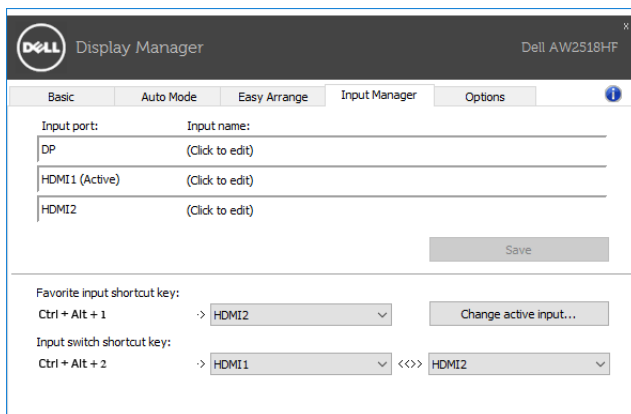 x
DELL Display Manager Dell AW2518HF
Basic Auto Mode Easy Arrange Input Manager Options i
Input port: Input name:
DP (Click to edit)
HDMI1 (Active) (Click to edit)
HDMI2 (Click to edit)
Save
Favorite input shortcut key:
Ctrl + Alt + 1 -> HDMI2 Change active input...
Input switch shortcut key:
Ctrl + Alt + 2 -> HDMI1 <<>> HDMI2